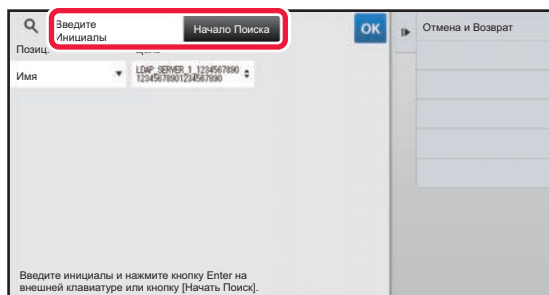 Введите
Инициалы
Начало Поиска
OK
Отмена и Возврат
Позиц.
Имя
LDAP_SERVER_1_1234567890
12345678901234567890
Введите инициалы и нажмите кнопку Enter на
внешней клавиатуре или кнопку [Начать Поиск].